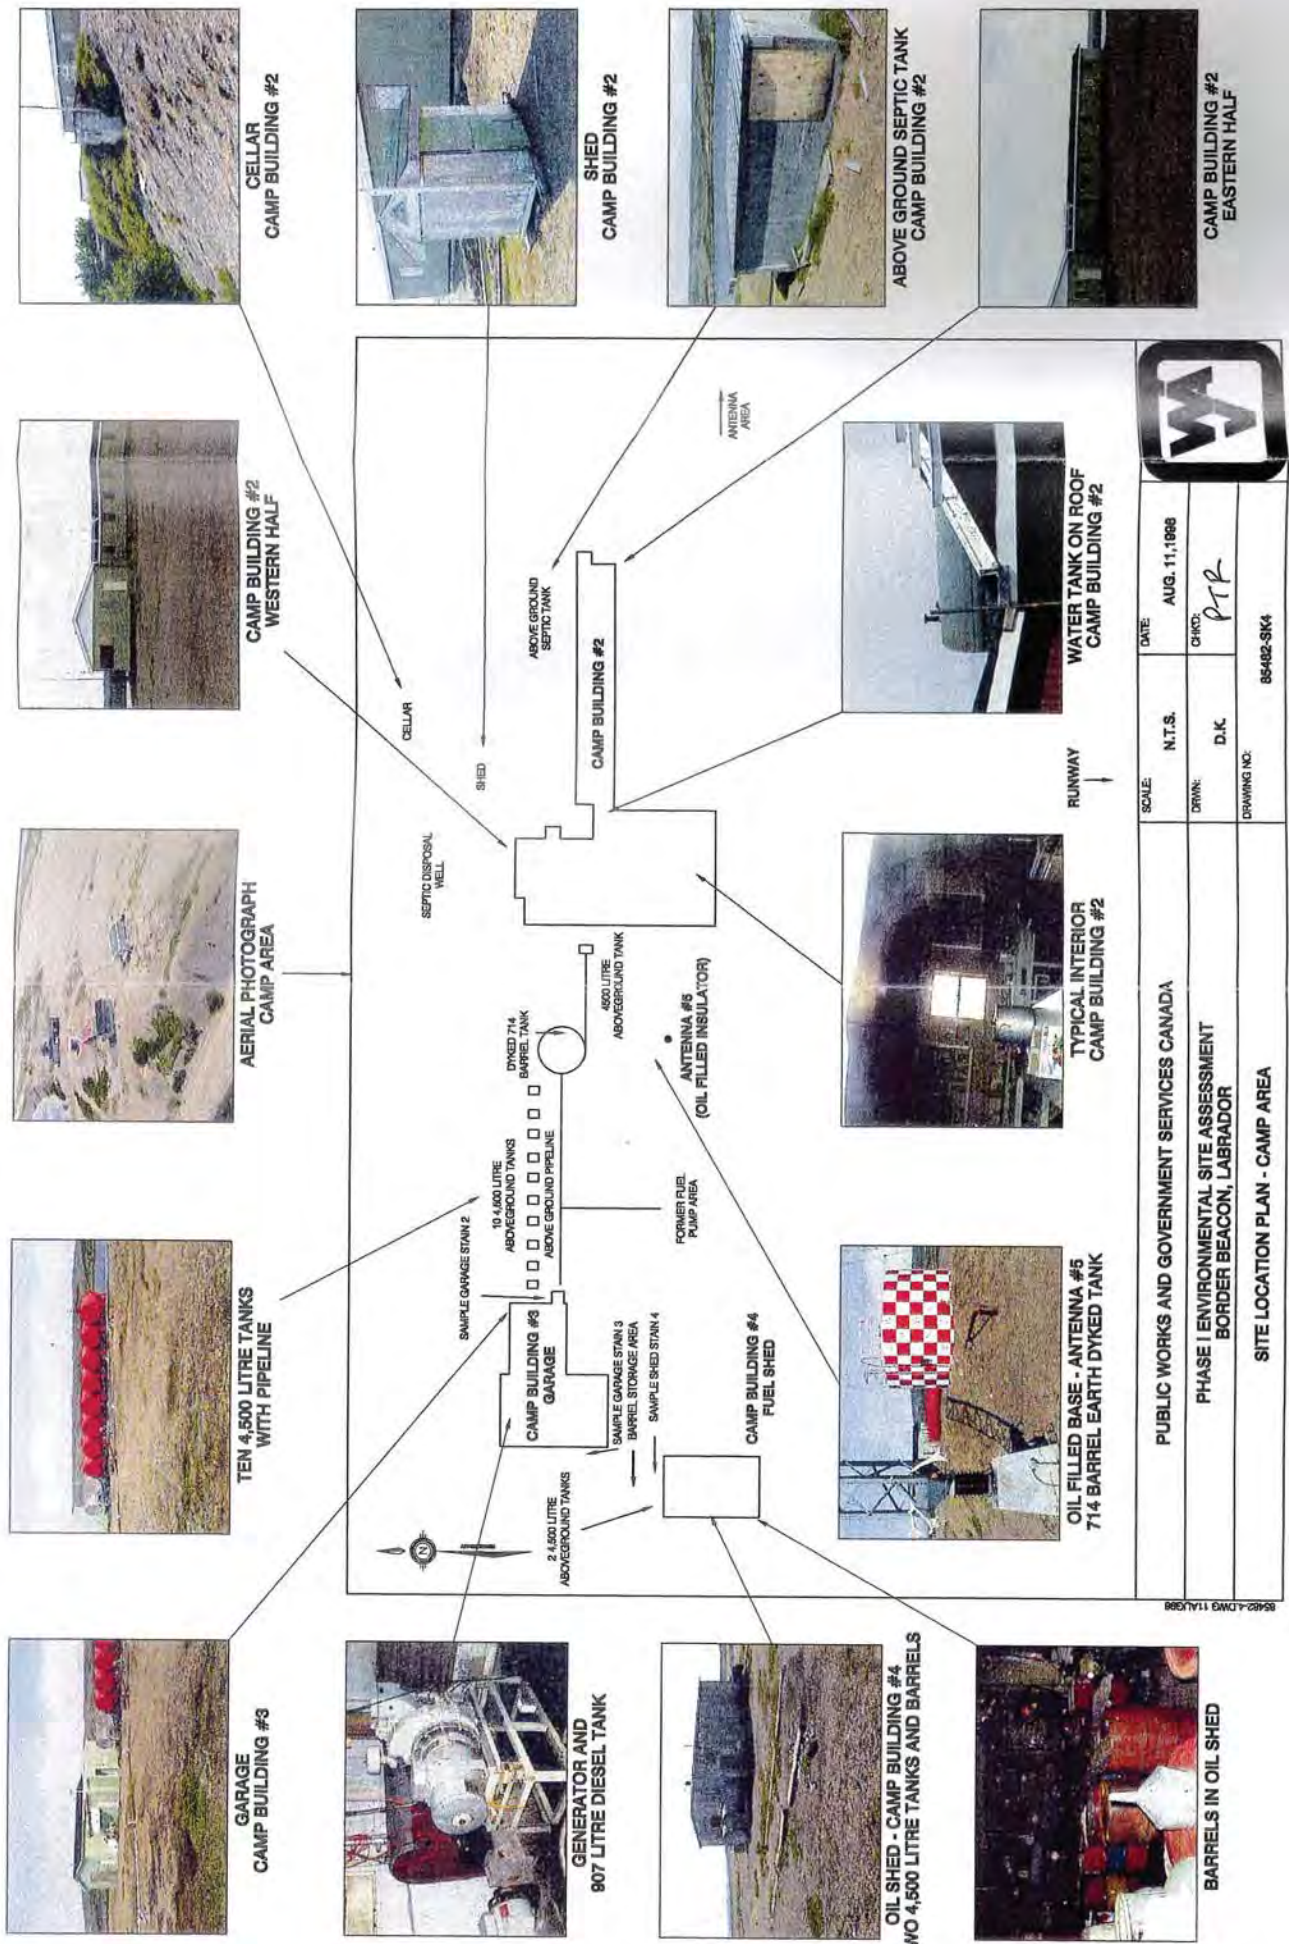 GARAGE
CAMP BUILDING #3
TEN 4,500 LITRE TANKS
WITH PIPELINE
AERIAL PHOTOGRAPH
CAMP AREA
CAMP BUILDING #2
WESTERN HALF
CELLAR
CAMP BUILDING #2
GENERATOR AND
907 LITRE DIESEL TANK
SHED
CAMP BUILDING #2
OIL SHED - CAMP BUILDING #4
WO 4,500 LITRE TANKS AND BARRELS
ABOVE GROUND SEPTIC TANK
CAMP BUILDING #2
BARRELS IN OIL SHED
CAMP BUILDING #2
EASTERN HALF
N
2 4,500 LITRE
ABOVEGROUND TANKS
CAMP BUILDING #3
GARAGE
SAMPLE GARAGE STAIN 2
SAMPLE GARAGE STAIN 3
BARREL STORAGE AREA
SAMPLE SHED STAIN 4
CAMP BUILDING #4
FUEL SHED
10 4,500 LITRE
ABOVEGROUND TANKS
ABOVE GROUND PIPELINE
FORMER FUEL
PUMP AREA
DYKED 714
BARREL TANK
4500 LITRE
ABOVEGROUND TANK
ANTENNA #5
(OIL FILLED INSULATOR)
SEPTIC DISPOSAL
WELL
SHED
CELLAR
ABOVE GROUND
SEPTIC TANK
CAMP BUILDING #2
ANTENNA
AREA
RUNWAY
OIL FILLED BASE - ANTENNA #5
714 BARREL EARTH DYKED TANK
TYPICAL INTERIOR
CAMP BUILDING #2
WATER TANK ON ROOF
CAMP BUILDING #2
PUBLIC WORKS AND GOVERNMENT SERVICES CANADA
PHASE I ENVIRONMENTAL SITE ASSESSMENT
BORDER BEACON, LABRADOR
SITE LOCATION PLAN - CAMP AREA
SCALE:
N.T.S.
DATE:
AUG. 11,1998
DRWN:
D.K.
CHK'D:
PTR
DRAWING NO:
85482-SK4
85482-4.DWG 11AUG98